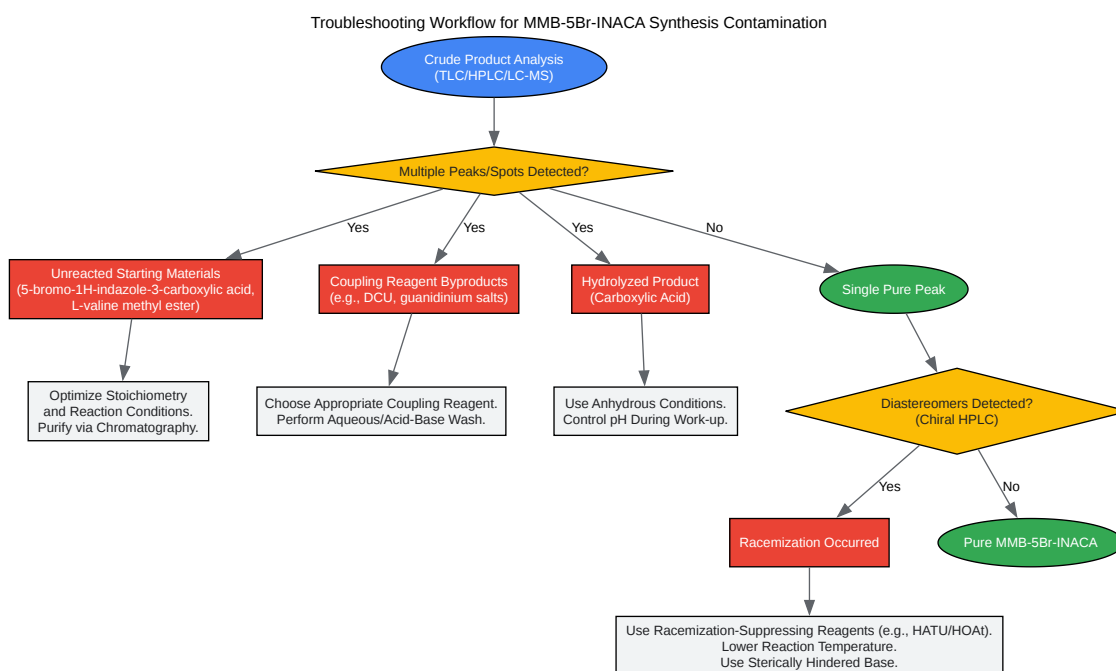 Troubleshooting Workflow for MMB-5Br-INACA Synthesis Contamination
Crude Product Analysis
(TLC/HPLC/LC-MS)
Multiple Peaks/Spots Detected?
Yes
Yes
Yes
No
Unreacted Starting Materials
(5-bromo-1H-indazole-3-carboxylic acid,
L-valine methyl ester)
Coupling Reagent Byproducts
(e.g., DCU, guanidinium salts)
Hydrolyzed Product
(Carboxylic Acid)
Single Pure Peak
Optimize Stoichiometry
and Reaction Conditions.
Purify via Chromatography.
Choose Appropriate Coupling Reagent.
Perform Aqueous/Acid-Base Wash.
Use Anhydrous Conditions.
Control pH During Work-up.
Diastereomers Detected?
(Chiral HPLC)
Yes
No
Racemization Occurred
Pure MMB-5Br-INACA
Use Racemization-Suppressing Reagents (e.g., HATU/HOAt).
Lower Reaction Temperature.
Use Sterically Hindered Base.